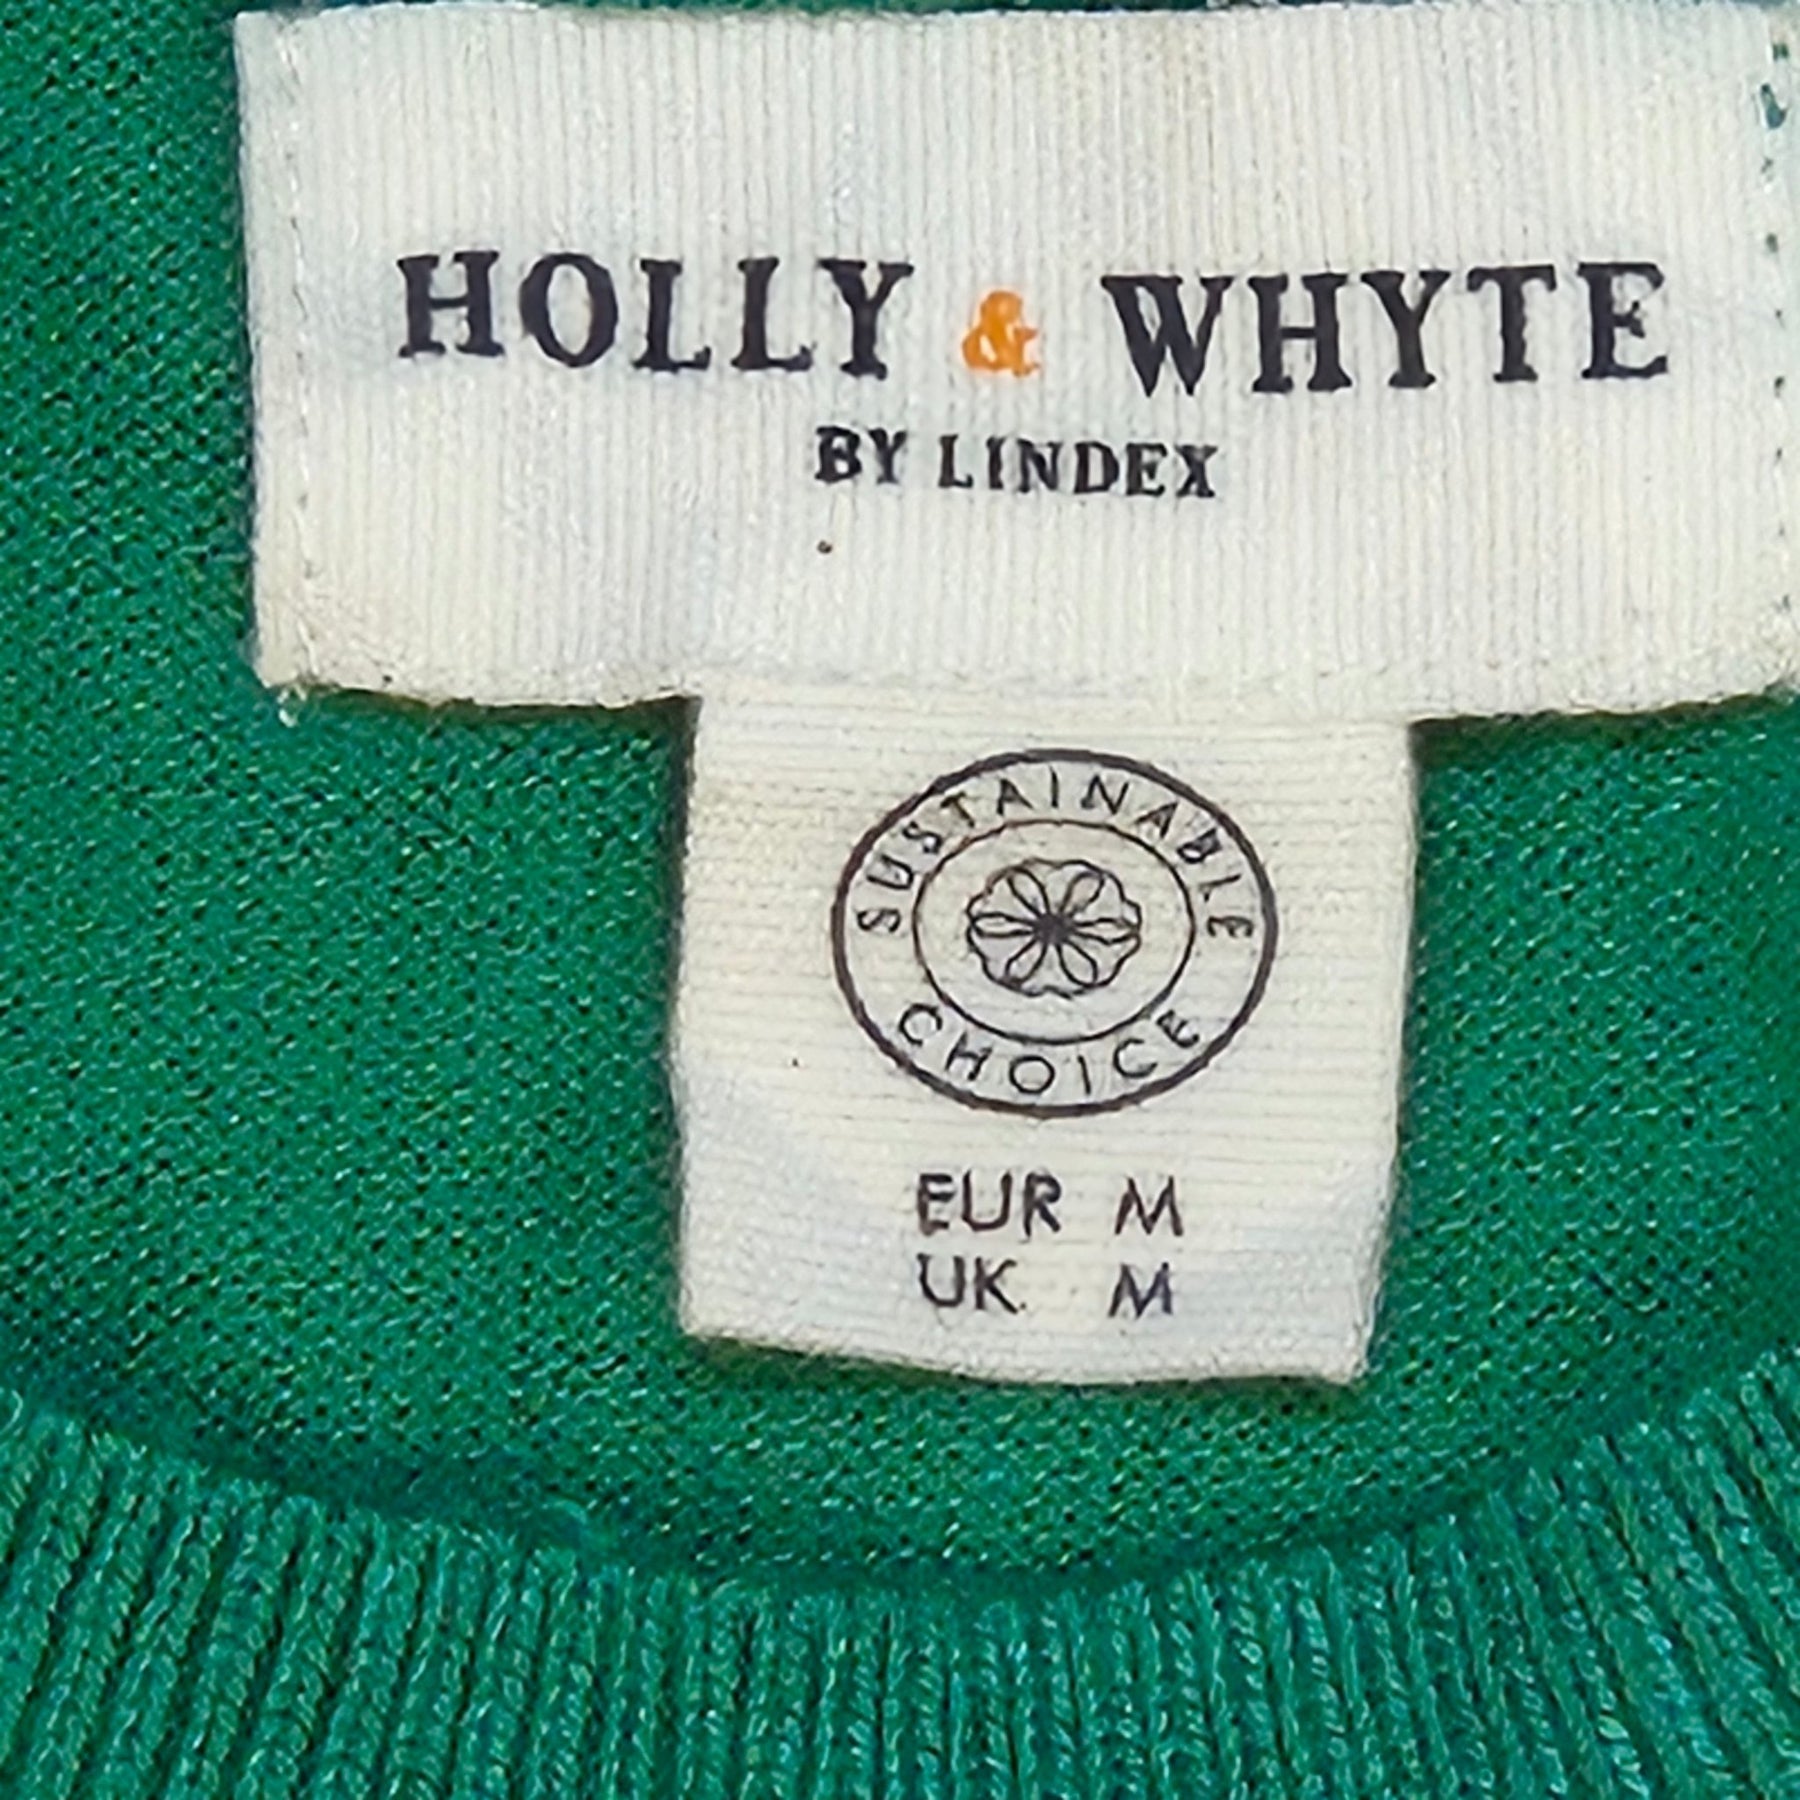 HOLLY & WHYTE
BY LINDEX
SUSTAINABLE
CHOICE
EUR M
UK M